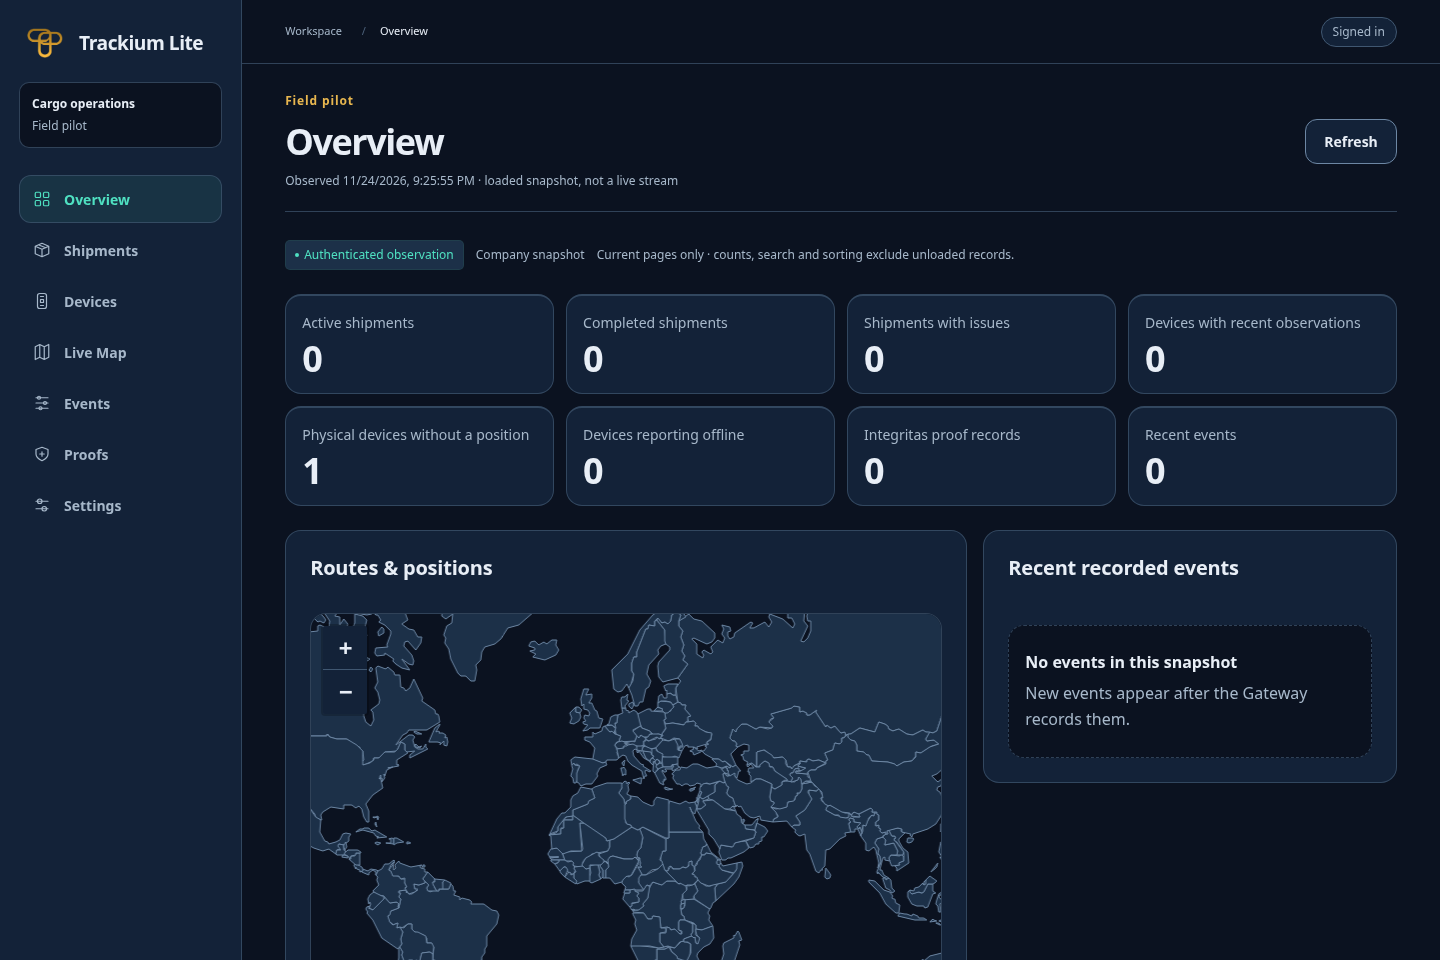 Trackium Lite
Cargo operations
Field pilot
Overview
Shipments
Devices
Live Map
Events
Proofs
Settings
Workspace / Overview
Signed in
Field pilot
Overview
Refresh
Observed 11/24/2026, 9:25:55 PM · loaded snapshot, not a live stream
Authenticated observation Company snapshot Current pages only · counts, search and sorting exclude unloaded records.
Active shipments
0
Completed shipments
0
Shipments with issues
0
Devices with recent observations
0
Physical devices without a position
1
Devices reporting offline
0
Integritas proof records
0
Recent events
0
Routes & positions
+
−
Recent recorded events
No events in this snapshot
New events appear after the Gateway
records them.